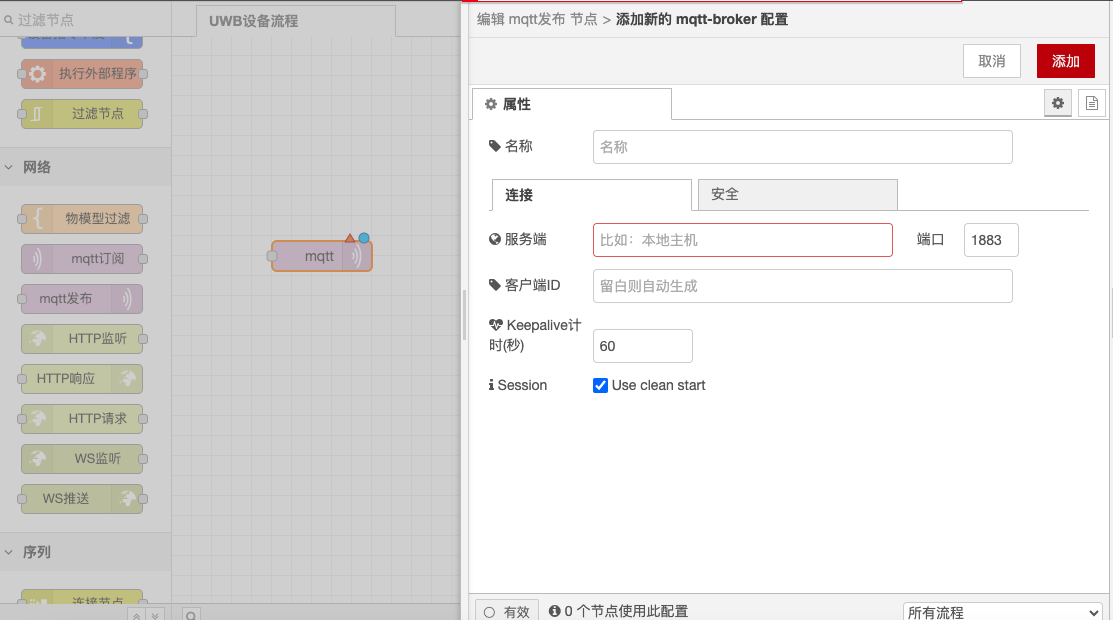 过滤节点
UWB设备流程
编辑 mqtt发布 节点 > 添加新的 mqtt-broker 配置
取消
添加
执行外部程序
过滤节点
网络
物模型过滤
mqtt订阅
mqtt发布
HTTP监听
HTTP响应
HTTP请求
WS监听
WS推送
序列
连接节点
mqtt
属性
名称
名称
连接
安全
服务端
比如：本地主机
端口
1883
客户端ID
留白则自动生成
Keepalive计
时(秒)
60
Session
Use clean start
有效
0 个节点使用此配置
所有流程